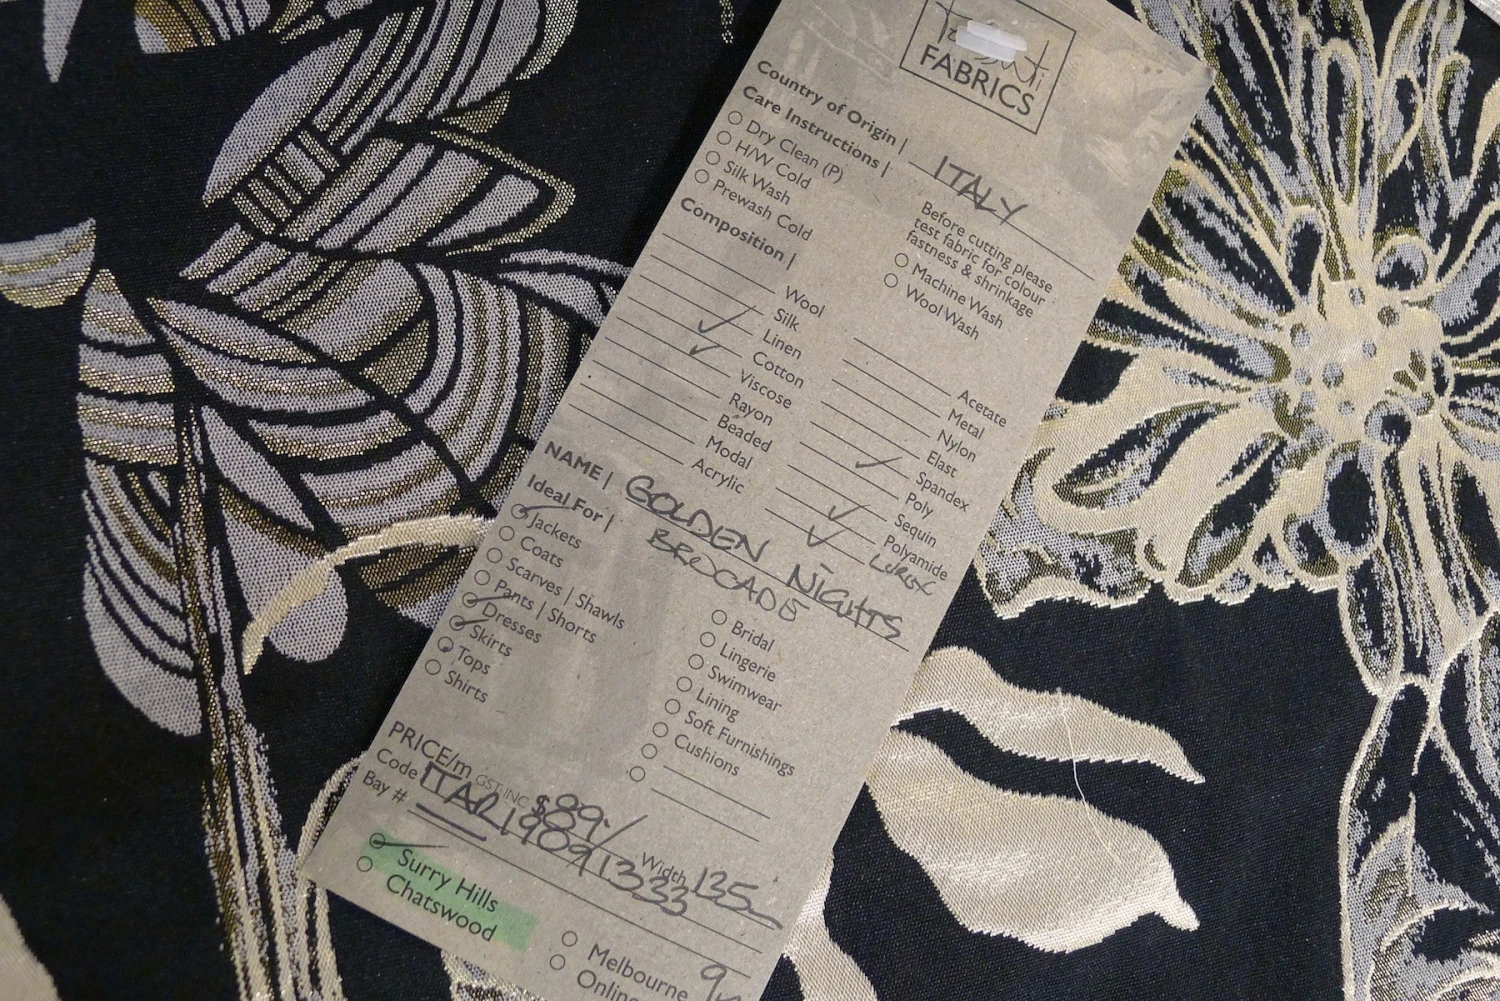 FABRICS
Country of Origin | ITALY
Care Instructions |
Dry Clean (P)
H/W Cold
Silk Wash
Prewash Cold
Before cutting please
test fabric for colour
fastness & shrinkage
Machine Wash
Wool Wash
Composition |
Wool
Silk
Linen
Cotton
Viscose
Rayon
Beaded
Modal
Acrylic
Acetate
Metal
Nylon
Elast
Spandex
Poly
Sequin
Polyamide
LUREX
NAME | GOLDEN NIGHTS
BROCADE
Ideal For |
Jackets
Coats
Scarves | Shawls
Pants | Shorts
Dresses
Skirts
Tops
Shirts
Bridal
Lingerie
Swimwear
Lining
Soft Furnishings
Cushions
PRICE/m GST INC $89./ Width 135
Code ITAR19091333
Bay #
Surry Hills
Chatswood
Melbourne
Online